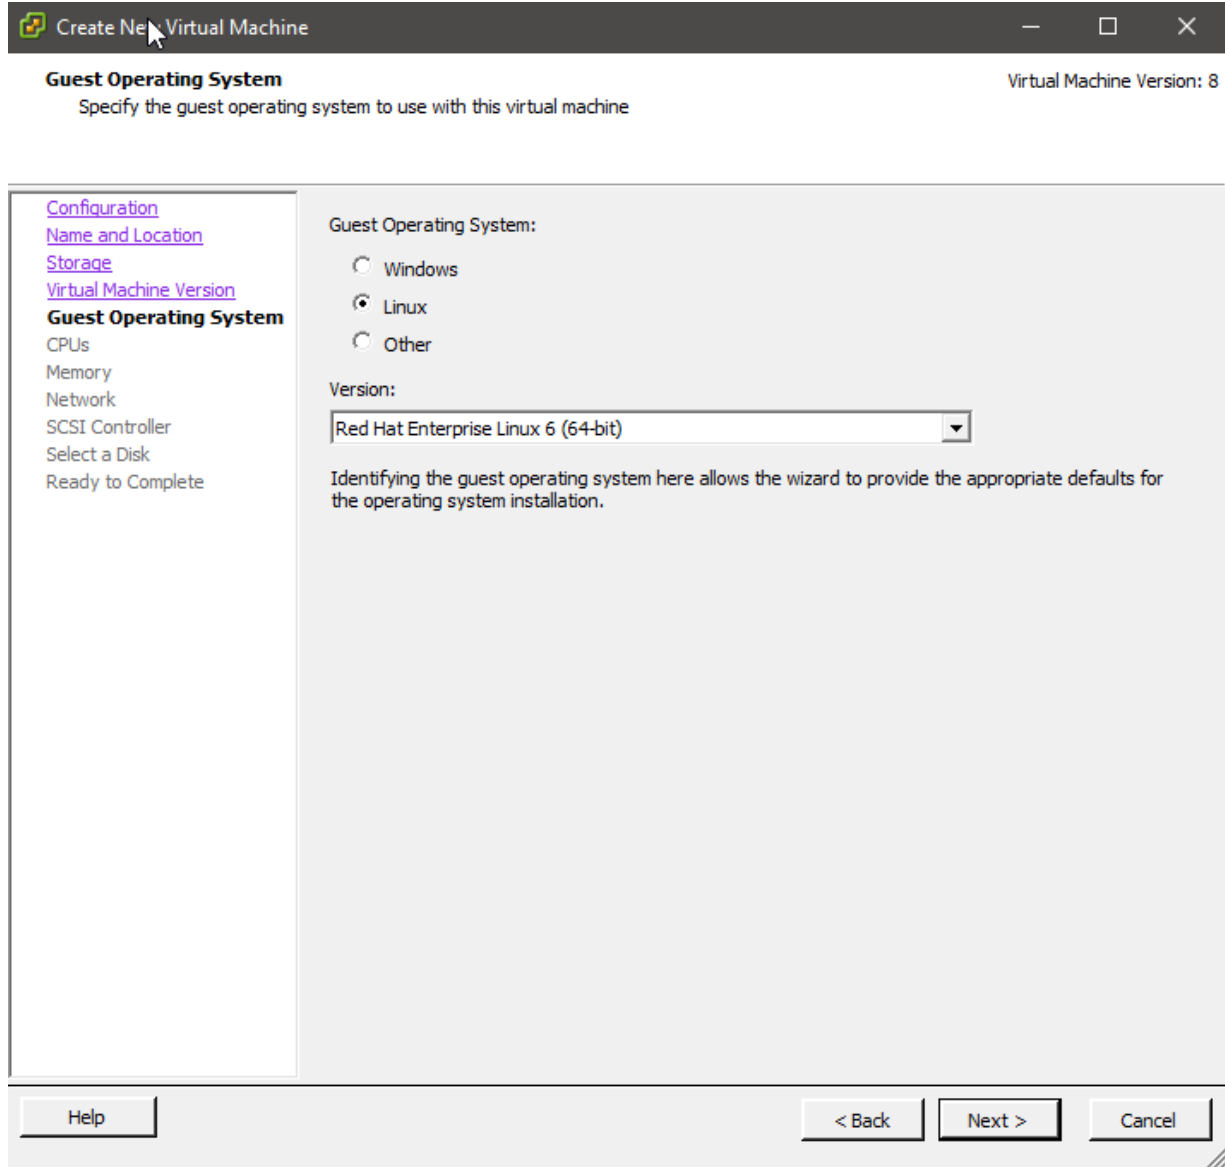 Create New Virtual Machine
Guest Operating System
Virtual Machine Version: 8
Specify the guest operating system to use with this virtual machine
Configuration
Name and Location
Storage
Virtual Machine Version
Guest Operating System
CPUs
Memory
Network
SCSI Controller
Select a Disk
Ready to Complete
Guest Operating System:
Windows
Linux
Other
Version:
Red Hat Enterprise Linux 6 (64-bit)
Identifying the guest operating system here allows the wizard to provide the appropriate defaults for
the operating system installation.
Help
< Back
Next >
Cancel